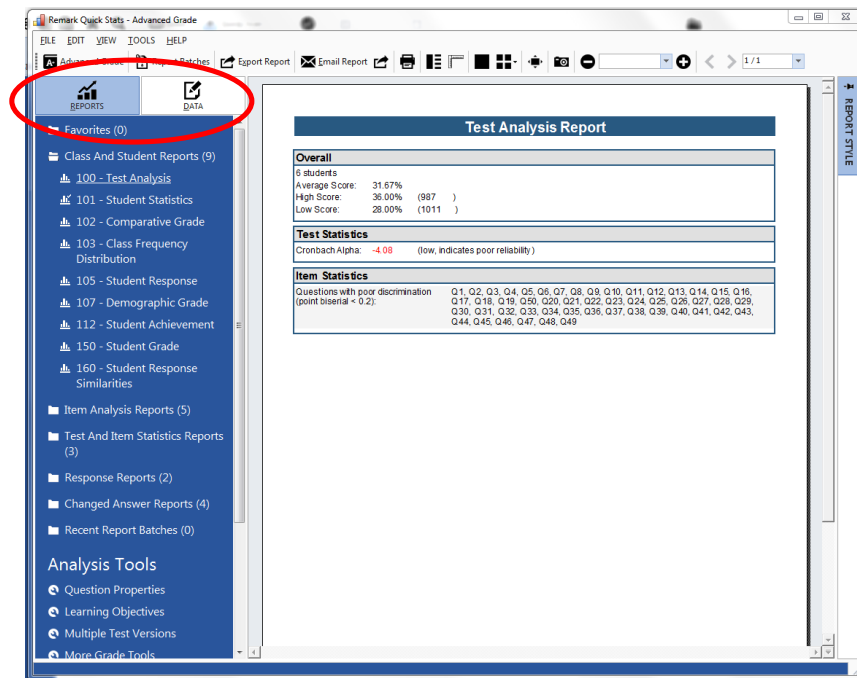 Remark Quick Stats - Advanced Grade
FILE EDIT VIEW TOOLS HELP
Advanced Grade Report Batches Export Report Email Report 1/1
REPORTS DATA
Favorites (0)
Class And Student Reports (9)
100 - Test Analysis
101 - Student Statistics
102 - Comparative Grade
103 - Class Frequency
Distribution
105 - Student Response
107 - Demographic Grade
112 - Student Achievement
150 - Student Grade
160 - Student Response
Similarities
Item Analysis Reports (5)
Test And Item Statistics Reports
(3)
Response Reports (2)
Changed Answer Reports (4)
Recent Report Batches (0)
Analysis Tools
Question Properties
Learning Objectives
Multiple Test Versions
More Grade Tools
Test Analysis Report
Overall
6 students
Average Score: 31.67%
High Score: 36.00% (987 )
Low Score: 28.00% (1011 )
Test Statistics
Cronbach Alpha: -4.08 (low, indicates poor reliability)
Item Statistics
Questions with poor discrimination Q1, Q2, Q3, Q4, Q5, Q6, Q7, Q8, Q9, Q10, Q11, Q12, Q13, Q14, Q15, Q16,
(point biserial < 0.2): Q17, Q18, Q19, Q50, Q20, Q21, Q22, Q23, Q24, Q25, Q26, Q27, Q28, Q29,
Q30, Q31, Q32, Q33, Q34, Q35, Q36, Q37, Q38, Q39, Q40, Q41, Q42, Q43,
Q44, Q45, Q46, Q47, Q48, Q49
REPORT STYLE